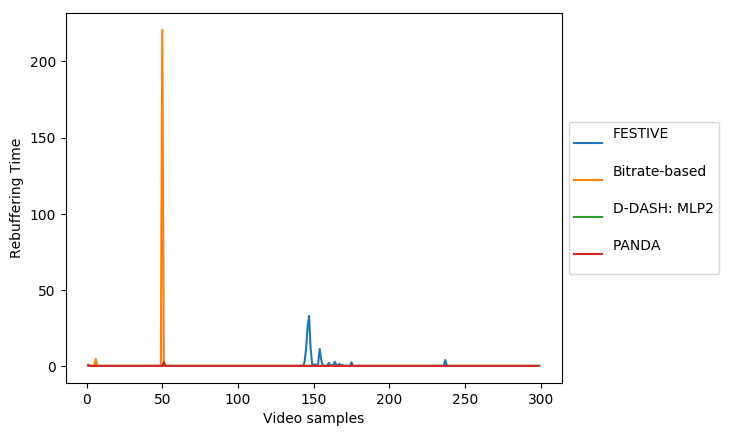 200
150
100
50
0
Rebuffering Time
0 50 100 150 200 250 300
Video samples
FESTIVE
Bitrate-based
D-DASH: MLP2
PANDA